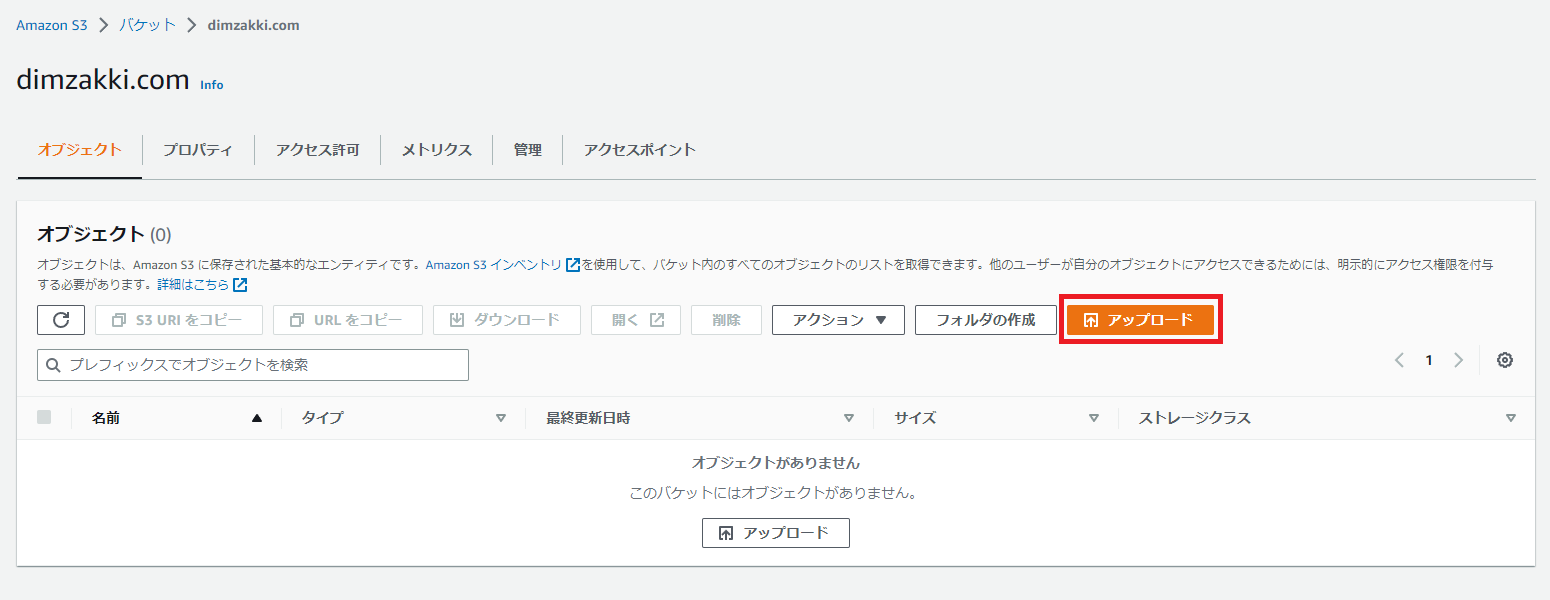 Amazon S3 > バケット > dimzakki.com
dimzakki.com Info
オブジェクト プロパティ アクセス許可 メトリクス 管理 アクセスポイント
オブジェクト (0)
オブジェクトは、Amazon S3 に保存された基本的なエンティティです。Amazon S3 インベントリ を使用して、バケット内のすべてのオブジェクトのリストを取得できます。他のユーザーが自分のオブジェクトにアクセスできるためには、明示的にアクセス権限を付与
する必要があります。詳細はこちら
S3 URI をコピー URL をコピー ダウンロード 開く 削除 アクション フォルダの作成 アップロード
プレフィックスでオブジェクトを検索 1
名前 タイプ 最終更新日時 サイズ ストレージクラス
オブジェクトがありません
このバケットにはオブジェクトがありません。
アップロード